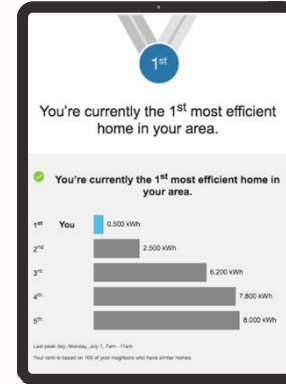 1st
You're currently the 1st most efficient
home in your area.
You're currently the 1st most efficient home in
your area.
1st You 0.500 kWh
2nd 2.500 kWh
3rd 6.200 kWh
4th 7.800 kWh
5th 8.000 kWh
Last peak day: Monday, July 1, 7am - 11am
Your rank is based on 100 of your neighbors who have similar homes.